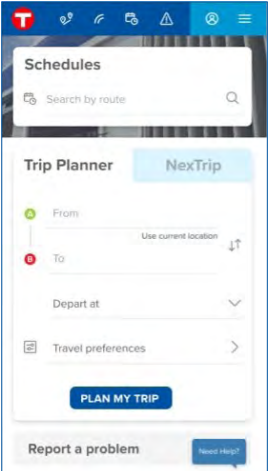 T
Schedules
Search by route
Trip Planner
NexTrip
A From
Use current location
B To
Depart at
Travel preferences
PLAN MY TRIP
Report a problem
Need Help?